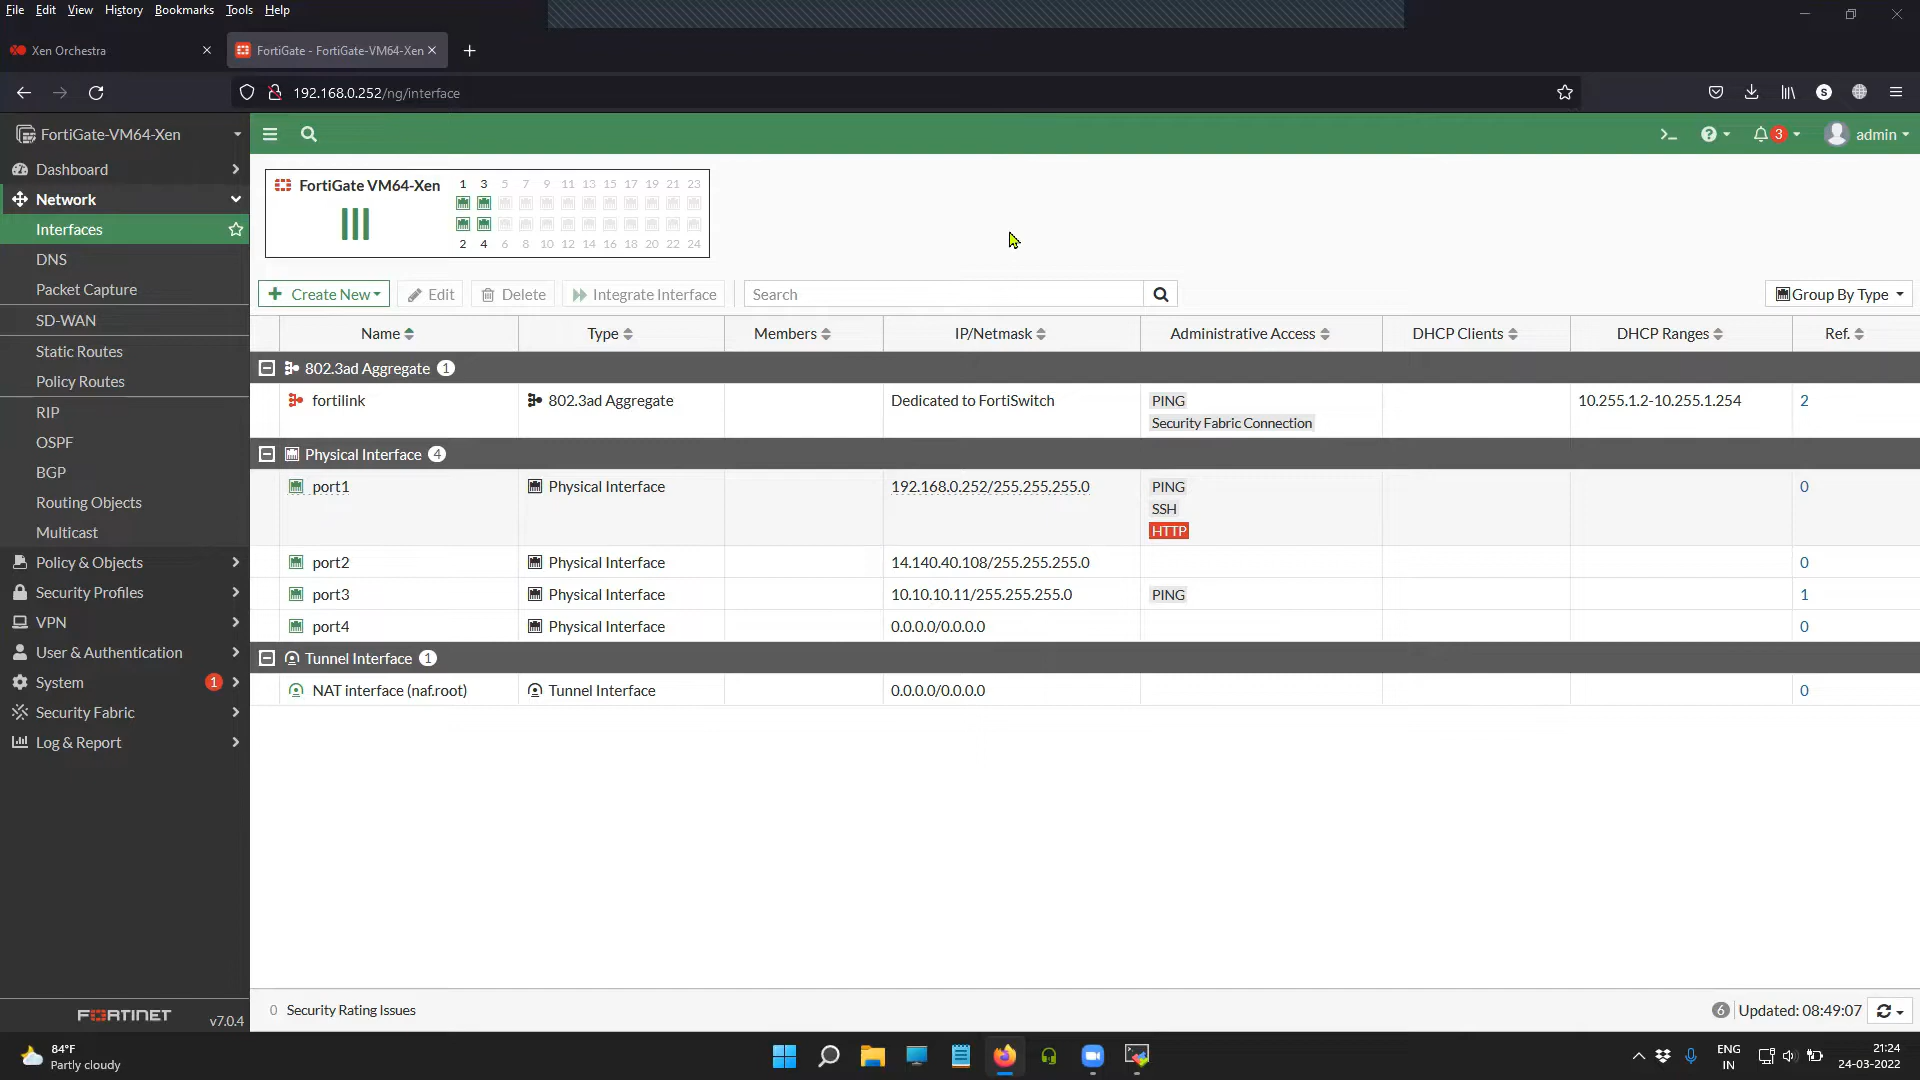 File Edit View History Bookmarks Tools Help
Xen Orchestra
FortiGate - FortiGate-VM64-Xen
192.168.0.252/ng/interface
S
FortiGate-VM64-Xen
3
admin
Dashboard
Network
Interfaces
DNS
Packet Capture
SD-WAN
Static Routes
Policy Routes
RIP
OSPF
BGP
Routing Objects
Multicast
Policy & Objects
Security Profiles
VPN
User & Authentication
System 1
Security Fabric
Log & Report
FORTINET v7.0.4
FortiGate VM64-Xen
1 3 5 7 9 11 13 15 17 19 21 23
2 4 6 8 10 12 14 16 18 20 22 24
Create New Edit Delete Integrate Interface Search Group By Type
Name Type Members IP/Netmask Administrative Access DHCP Clients DHCP Ranges Ref.
802.3ad Aggregate 1
fortilink 802.3ad Aggregate Dedicated to FortiSwitch PING 10.255.1.2-10.255.1.254 2
Security Fabric Connection
Physical Interface 4
port1 Physical Interface 192.168.0.252/255.255.255.0 PING 0
SSH
HTTP
port2 Physical Interface 14.140.40.108/255.255.255.0 0
port3 Physical Interface 10.10.10.11/255.255.255.0 PING 1
port4 Physical Interface 0.0.0.0/0.0.0.0 0
Tunnel Interface 1
NAT interface (naf.root) Tunnel Interface 0.0.0.0/0.0.0.0 0
0 Security Rating Issues 6 Updated: 08:49:07
84°F
Partly cloudy
ENG
IN
21:24
24-03-2022